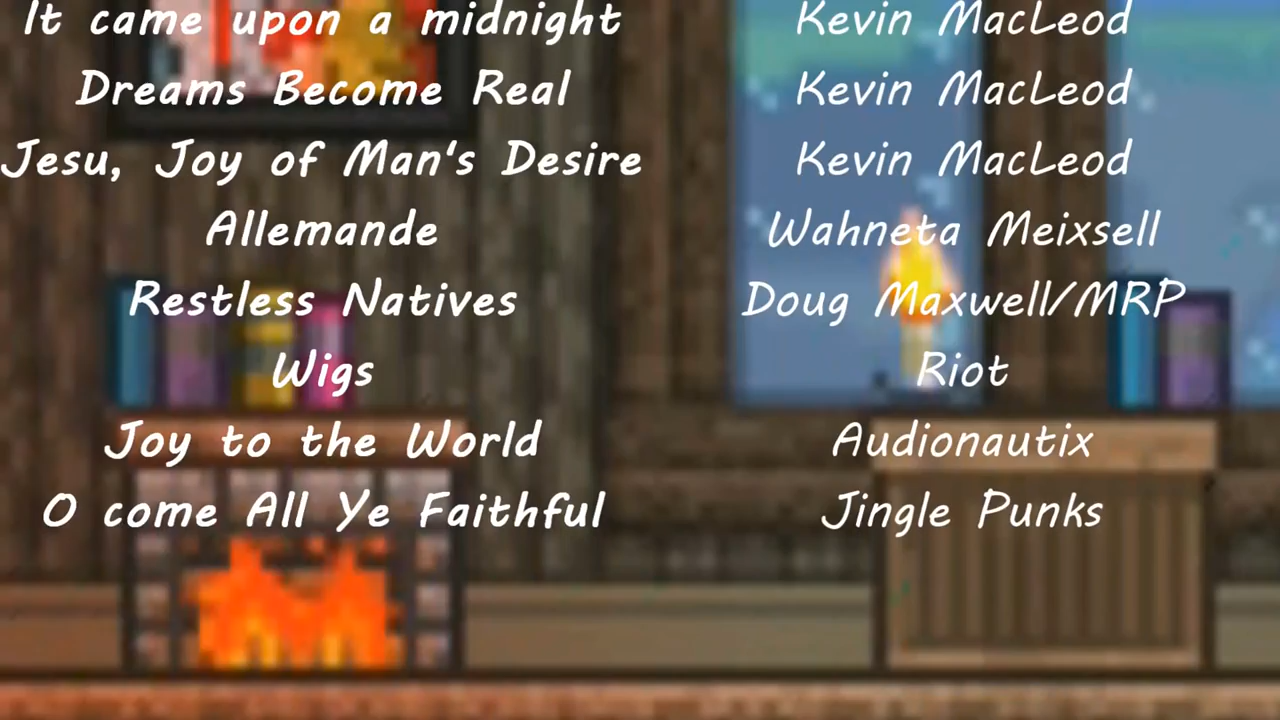 It came upon a midnight Kevin MacLeod
Dreams Become Real Kevin MacLeod
Jesu, Joy of Man's Desire Kevin MacLeod
Allemande Wahneta Meixsell
Restless Natives Doug Maxwell/MRP
Wigs Riot
Joy to the World Audionautix
O come All Ye Faithful Jingle Punks